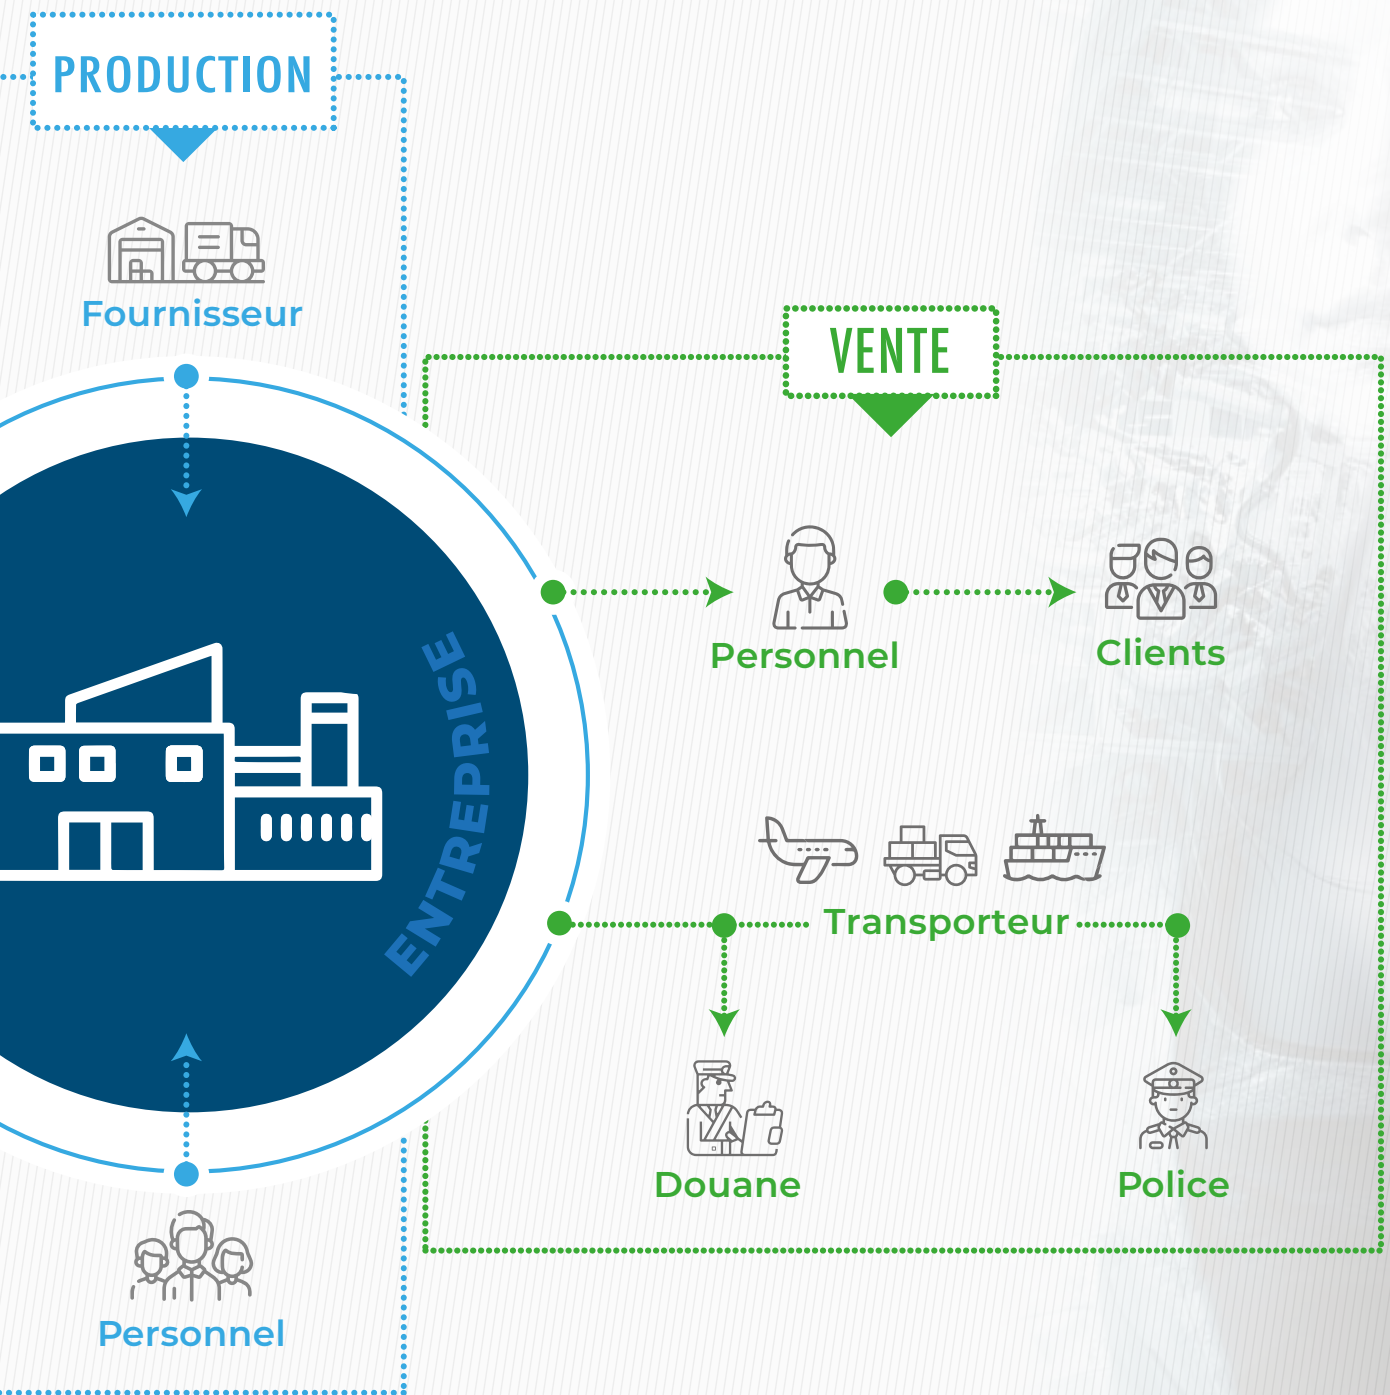 PRODUCTION
Fournisseur
VENTE
Personnel
Clients
ENTREPRISE
Transporteur
Douane
Police
Personnel